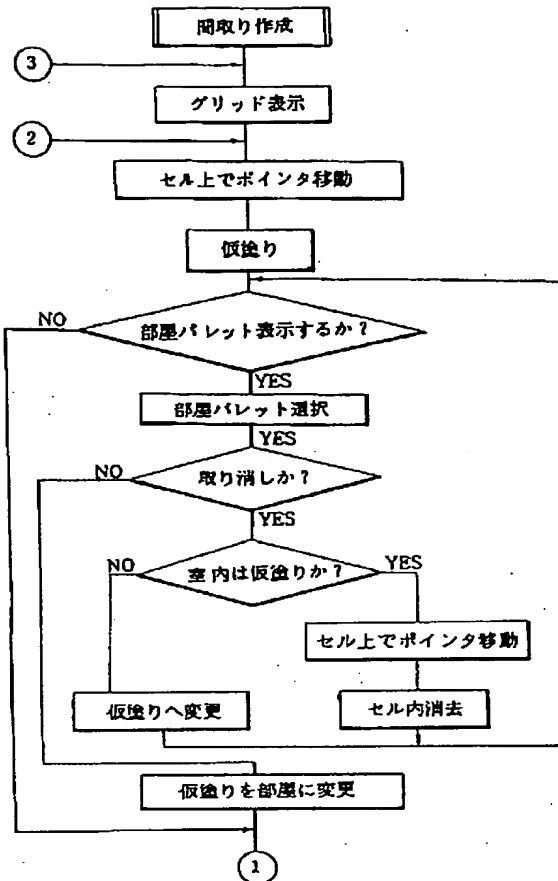 間取り作成
3
グリッド表示
2
セル上でポインタ移動
仮塗り
NO
部屋パレット表示するか？
YES
部屋パレット選択
YES
NO
取り消しか？
YES
NO
室内は仮塗りか？
YES
セル上でポインタ移動
仮塗りへ変更
セル内消去
仮塗りを部屋に変更
1